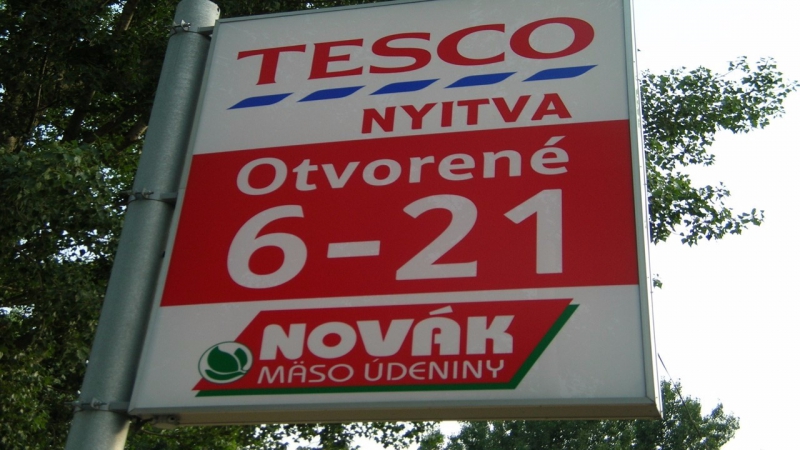 TESCO
NYITVA
Otvorené
6-21
NOVÁK
MÄSO ÚDENINY